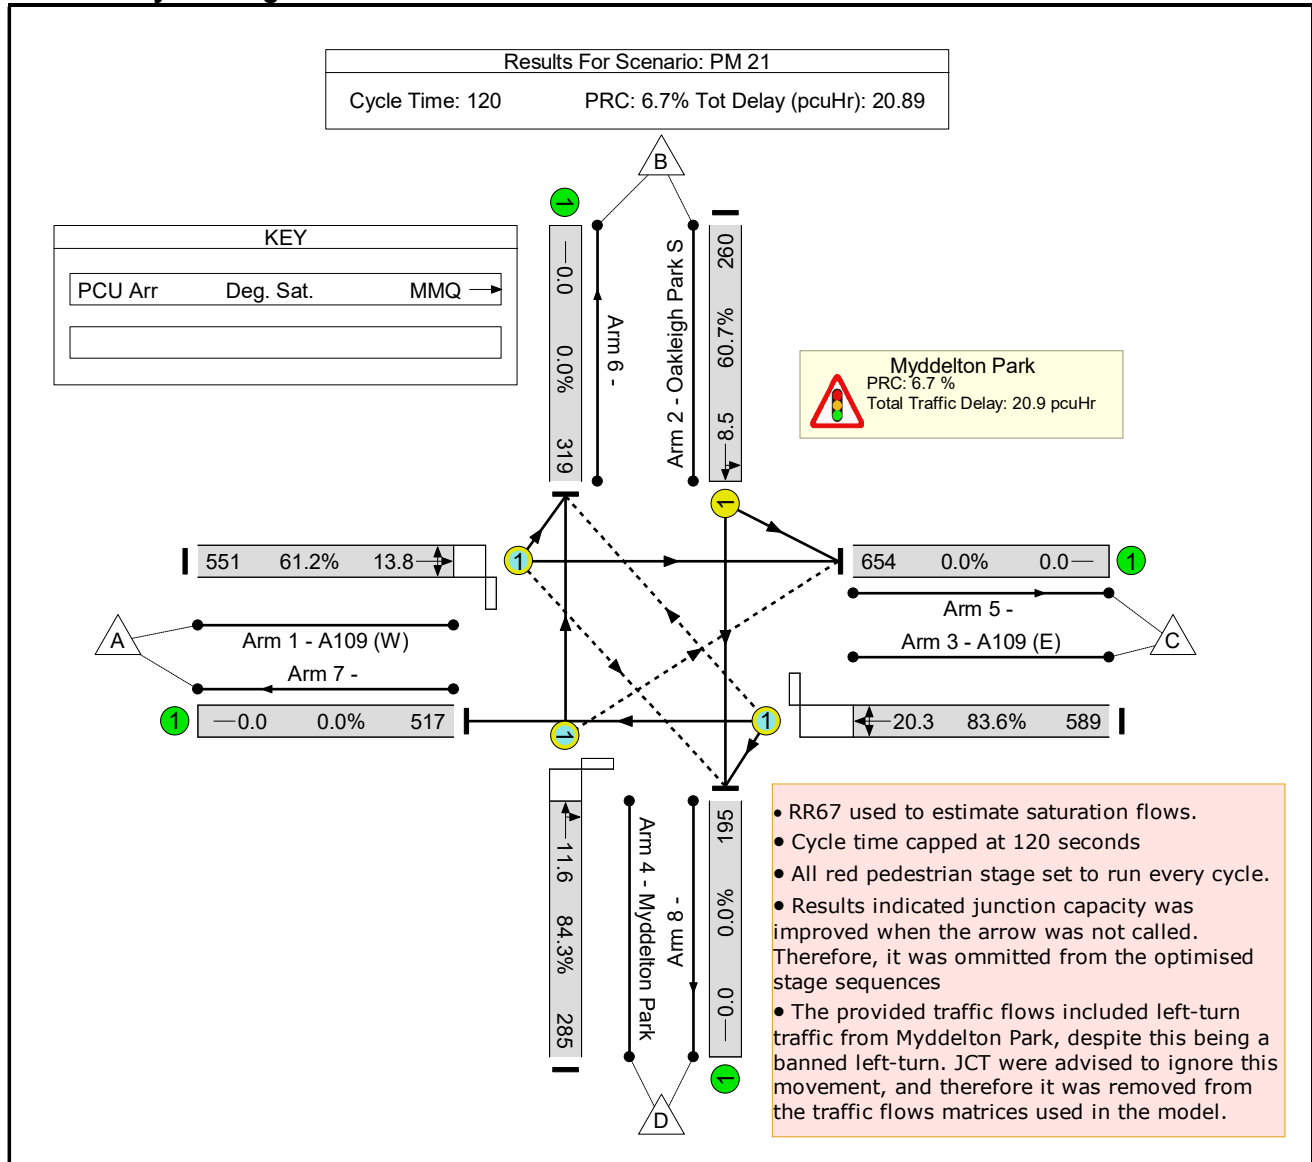 Results For Scenario: PM 21
Cycle Time: 120 PRC: 6.7% Tot Delay (pcuHr): 20.89
B
KEY
PCU Arr Deg. Sat. MMQ
1
0.0 0.0% 319
Arm 6 -
Arm 2 - Oakleigh Park S
260 60.7% 8.5
1
Myddelton Park
PRC: 6.7 %
Total Traffic Delay: 20.9 pcuHr
551 61.2% 13.8
1
654 0.0% 0.0
1
A
Arm 1 - A109 (W)
Arm 7 -
Arm 5 -
Arm 3 - A109 (E)
C
1
0.0 0.0% 517
1
1
20.3 83.6% 589
11.6 84.3% 285
Arm 4 - Myddelton Park
Arm 8 -
195 0.0% 0.0
1
D
• RR67 used to estimate saturation flows.
• Cycle time capped at 120 seconds
• All red pedestrian stage set to run every cycle.
• Results indicated junction capacity was
improved when the arrow was not called.
Therefore, it was ommitted from the optimised
stage sequences
• The provided traffic flows included left-turn
traffic from Myddelton Park, despite this being a
banned left-turn. JCT were advised to ignore this
movement, and therefore it was removed from
the traffic flows matrices used in the model.